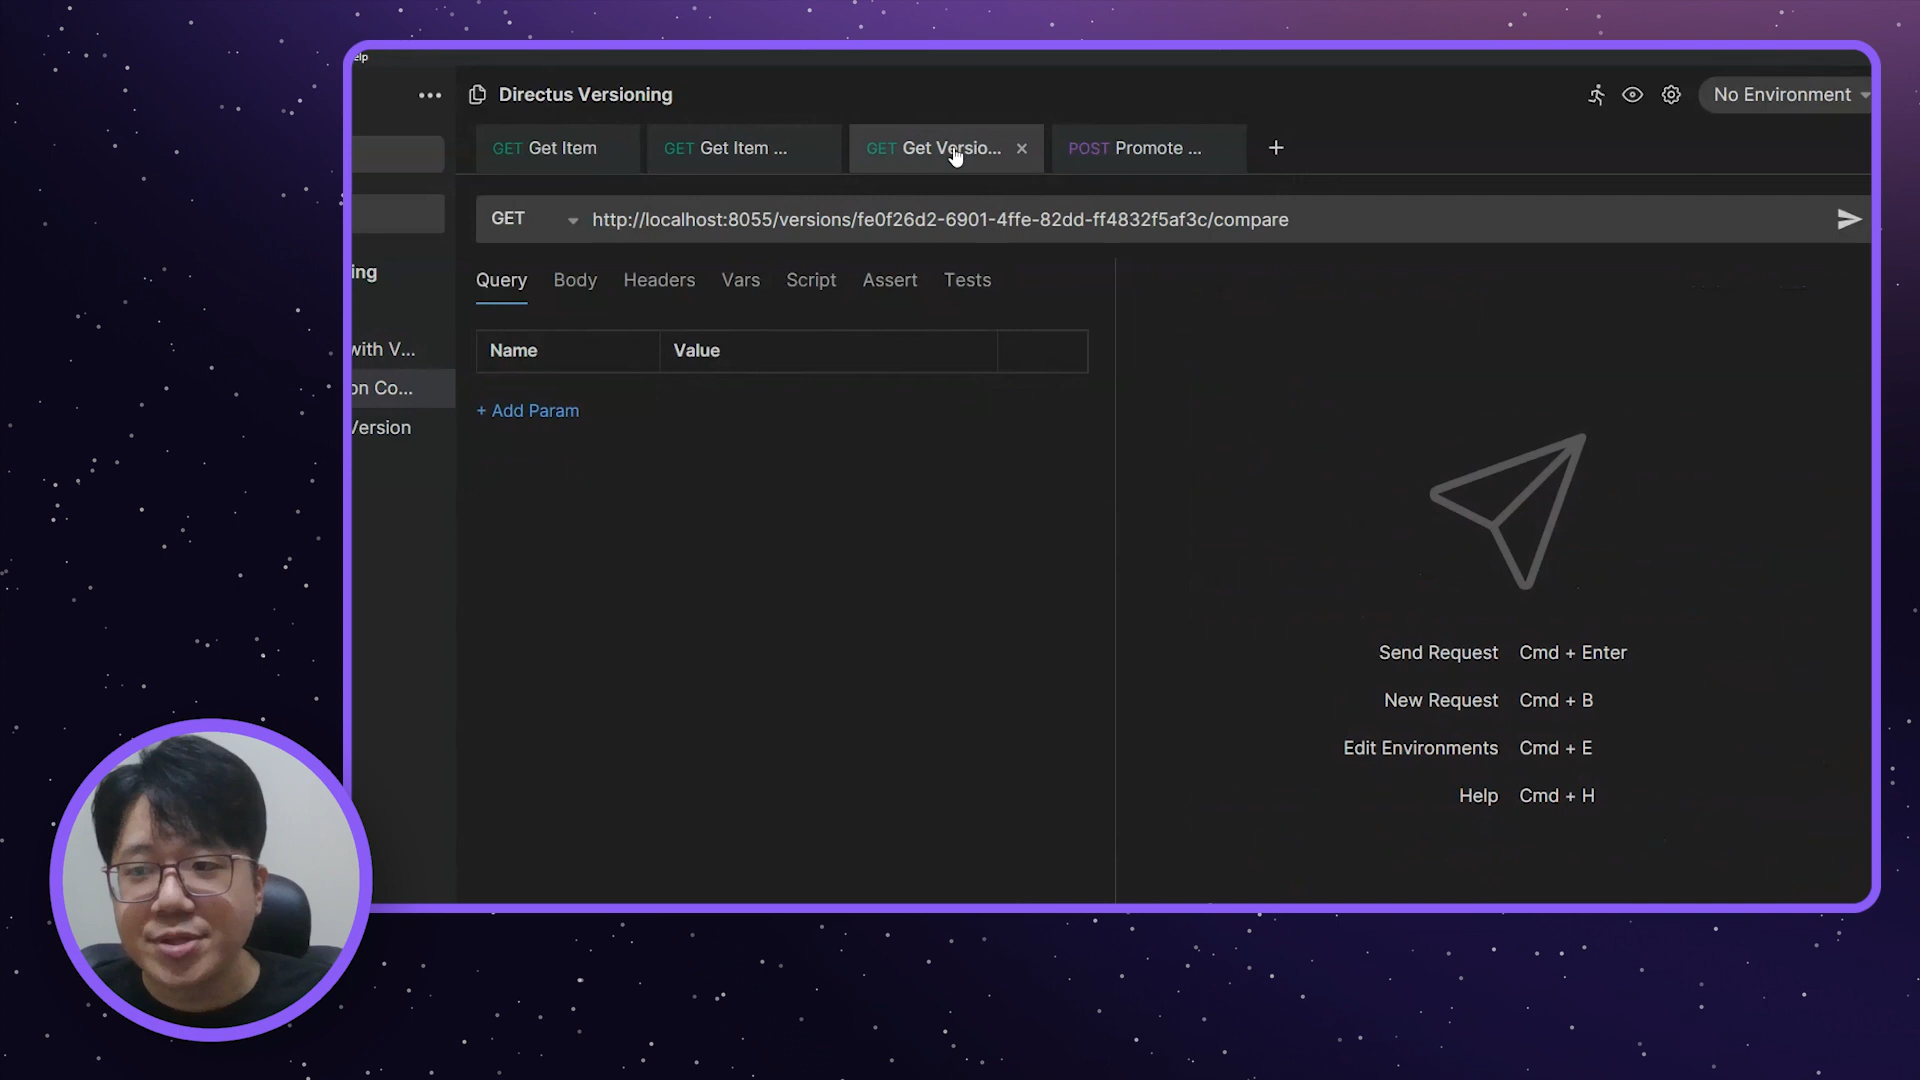 elp
Directus Versioning
No Environment
GET Get Item
GET Get Item ...
GET Get Versio...
POST Promote ...
GET
http://localhost:8055/versions/fe0f26d2-6901-4ffe-82dd-ff4832f5af3c/compare
ing
with V...
on Co...
Version
Query Body Headers Vars Script Assert Tests
Name Value
+ Add Param
Send Request Cmd + Enter
New Request Cmd + B
Edit Environments Cmd + E
Help Cmd + H